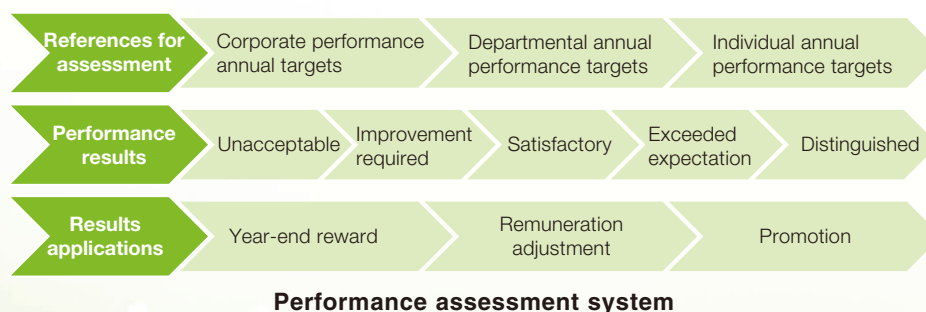 References for
assessment
Corporate performance
annual targets
Departmental annual
performance targets
Individual annual
performance targets
Performance
results
Unacceptable
Improvement
required
Satisfactory
Exceeded
expectation
Distinguished
Results
applications
Year-end reward
Remuneration
adjustment
Promotion
Performance assessment system